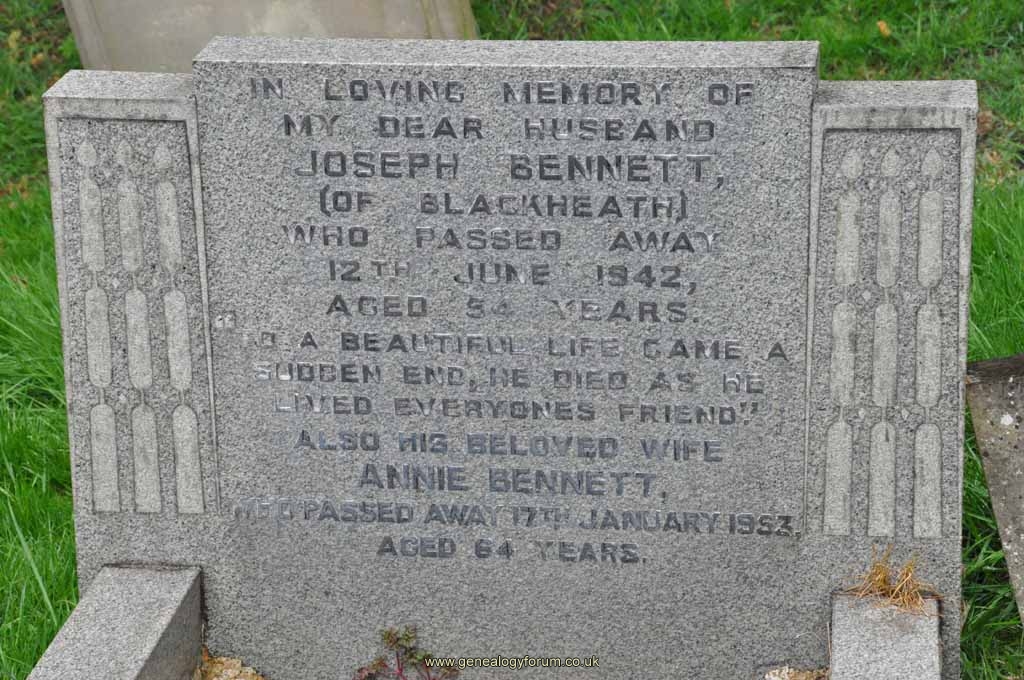 IN LOVING MEMORY OF
MY DEAR HUSBAND
JOSEPH BENNETT,
(OF BLACKHEATH)
WHO PASSED AWAY
12TH JUNE 1942,
AGED 54 YEARS.
"TO A BEAUTIFUL LIFE CAME A
SUDDEN END, HE DIED AS HE
LIVED EVERYONES FRIEND"
ALSO HIS BELOVED WIFE
ANNIE BENNETT,
WHO PASSED AWAY 17TH JANUARY 1953,
AGED 64 YEARS.
www.genealogyforum.co.uk